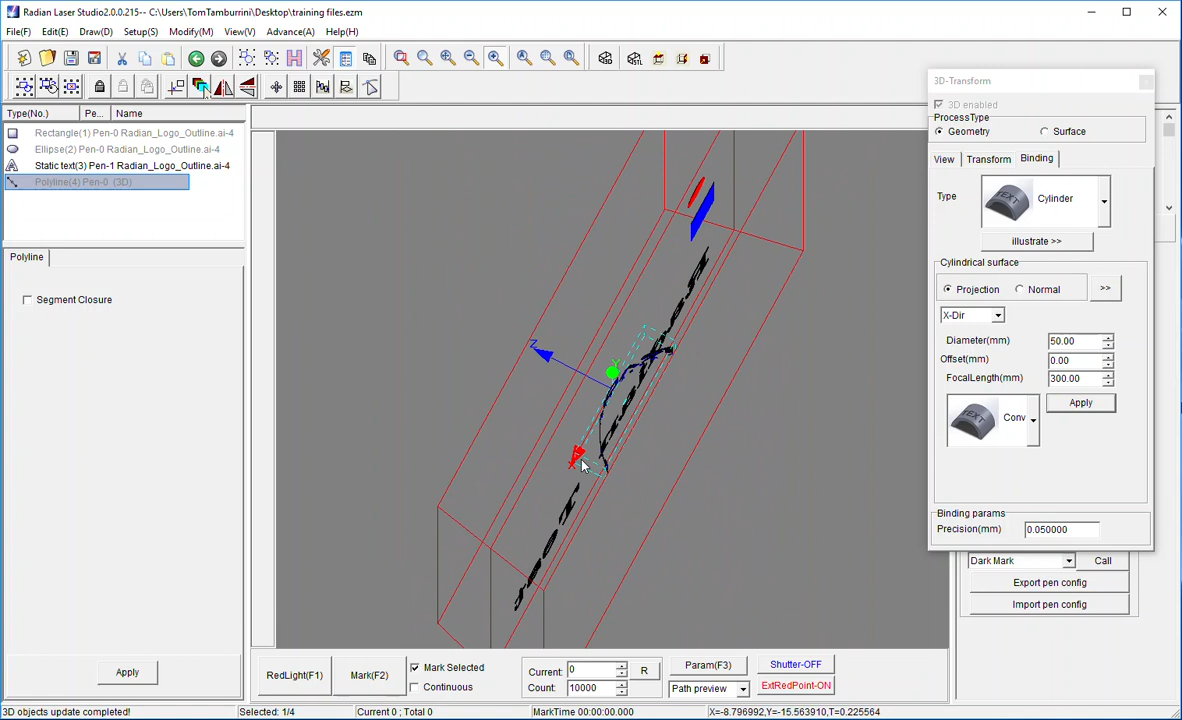 Radian Laser Studio2.0.0.215-- C:\Users\TomTamburrini\Desktop\training files.ezm
File(F) Edit(E) Draw(D) Setup(S) Modify(M) View(V) Advance(A) Help(H)
Type(No.) Pe... Name
Rectangle(1) Pen-0 Radian_Logo_Outline.ai-4
Ellipse(2) Pen-0 Radian_Logo_Outline.ai-4
Static text(3) Pen-1 Radian_Logo_Outline.ai-4
Polyline(4) Pen-0 (3D)
Polyline
Segment Closure
Apply
Z
Y
X
3D-Transform
3D enabled
ProcessType
Geometry Surface
View Transform Binding
Type TEXT Cylinder
illustrate >>
Cylindrical surface
Projection Normal >>
X-Dir
Diameter(mm) 50.00
Offset(mm) 0.00
FocalLength(mm) 300.00
TEXT Conv Apply
Binding params
Precision(mm) 0.050000
Dark Mark Call
Export pen config
Import pen config
RedLight(F1) Mark(F2) Mark Selected Continuous
Current: 0 R
Count: 10000
Param(F3) Shutter-OFF
Path preview ExtRedPoint-ON
3D objects update completed! Selected: 1/4 Current 0 ; Total 0 MarkTime 00:00:00.000 X=-8.796992,Y=-15.563910,T=0.225564